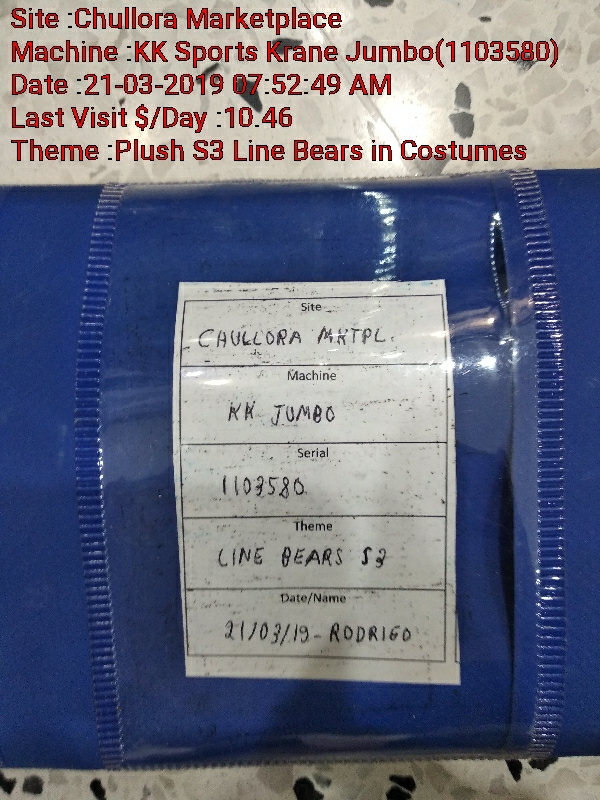 Site :Chullora Marketplace
Machine :KK Sports Krane Jumbo(1103580)
Date :21-03-2019 07:52:49 AM
Last Visit $/Day :10.46
Theme :Plush S3 Line Bears in Costumes
Site
CHULLORA MKTPL.
Machine
KK JUMBO
Serial
1103580
Theme
LINE BEARS S3
Date/Name
21/03/19-RODRIGO